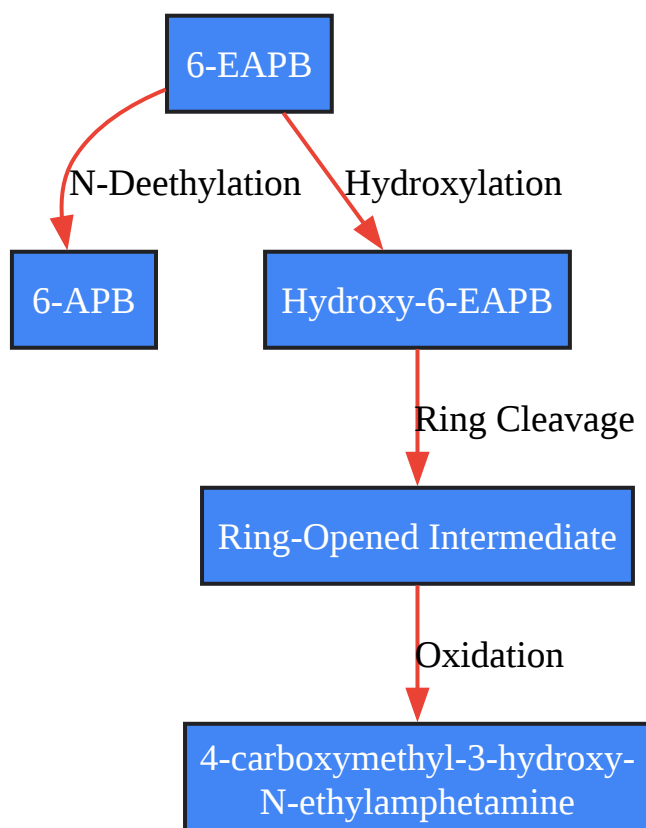 6-EAPB
N-Deethylation
Hydroxylation
6-APB
Hydroxy-6-EAPB
Ring Cleavage
Ring-Opened Intermediate
Oxidation
4-carboxymethyl-3-hydroxy-
N-ethylamphetamine